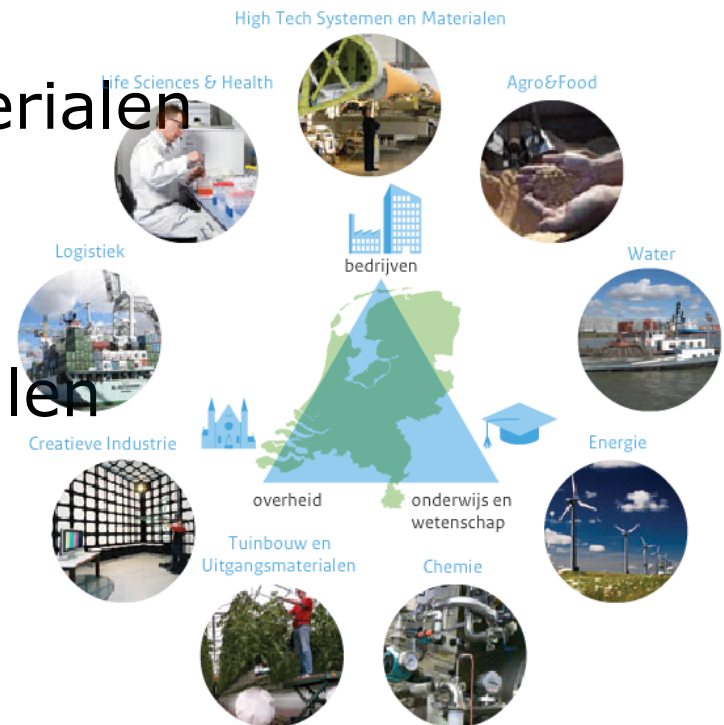 High Tech Systemen en Materialen
Life Sciences & Health
Agro&Food
erialen
Logistiek
bedrijven
Water
len
Creatieve Industrie
Energie
overheid
onderwijs en
wetenschap
Tuinbouw en
Uitgangsmaterialen
Chemie